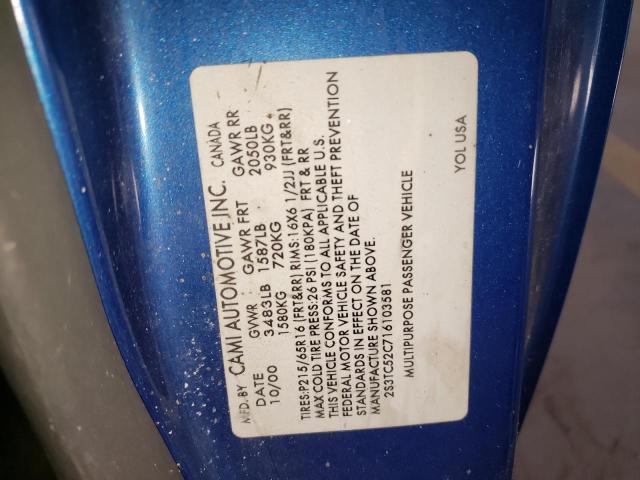 MFD. BY CAMI AUTOMOTIVE INC. CANADA
DATE GVWR GAWR FRT GAWR RR
10/00 3483LB 1587LB 2050LB
1580KG 720KG 930KG
TIRES:P215/65R16 (FRT&RR) RIMS:16X6 1/2JJ (FRT&RR)
MAX COLD TIRE PRESS:26 PSI (180KPA) FRT & RR
THIS VEHICLE CONFORMS TO ALL APPLICABLE U.S.
FEDERAL MOTOR VEHICLE SAFETY AND THEFT PREVENTION
STANDARDS IN EFFECT ON THE DATE OF
MANUFACTURE SHOWN ABOVE.
2S3TC52C716103581
MULTIPURPOSE PASSENGER VEHICLE
YOL USA